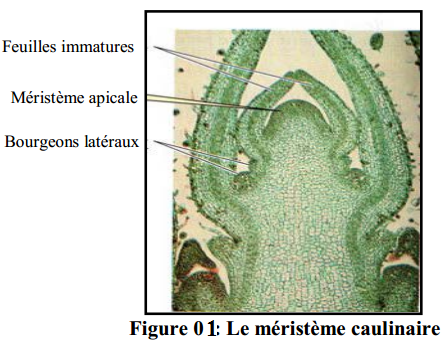 Feuilles immatures
Méristème apicale
Bourgeons latéraux
Figure 01: Le méristème caulinaire